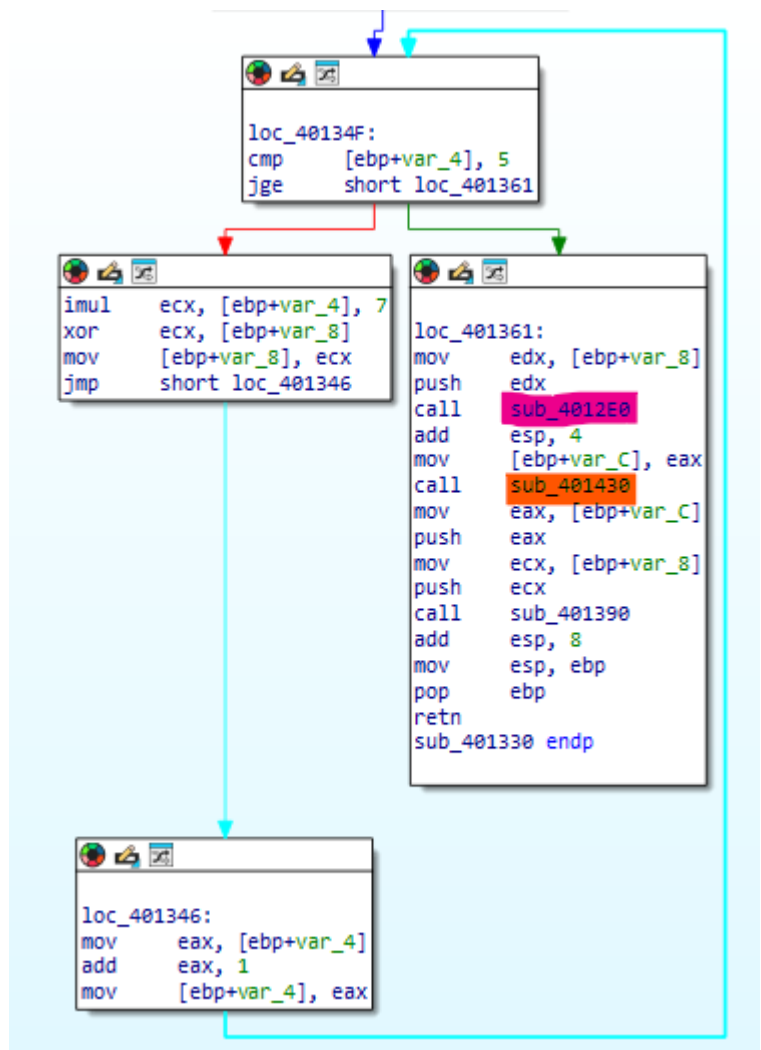 loc_40134F:
cmp [ebp+var_4], 5
jge short loc_401361
imul ecx, [ebp+var_4], 7
xor ecx, [ebp+var_8]
mov [ebp+var_8], ecx
jmp short loc_401346
loc_401361:
mov edx, [ebp+var_8]
push edx
call sub_4012E0
add esp, 4
mov [ebp+var_C], eax
call sub_401430
mov eax, [ebp+var_C]
push eax
mov ecx, [ebp+var_8]
push ecx
call sub_401390
add esp, 8
mov esp, ebp
pop ebp
retn
sub_401330 endp
loc_401346:
mov eax, [ebp+var_4]
add eax, 1
mov [ebp+var_4], eax